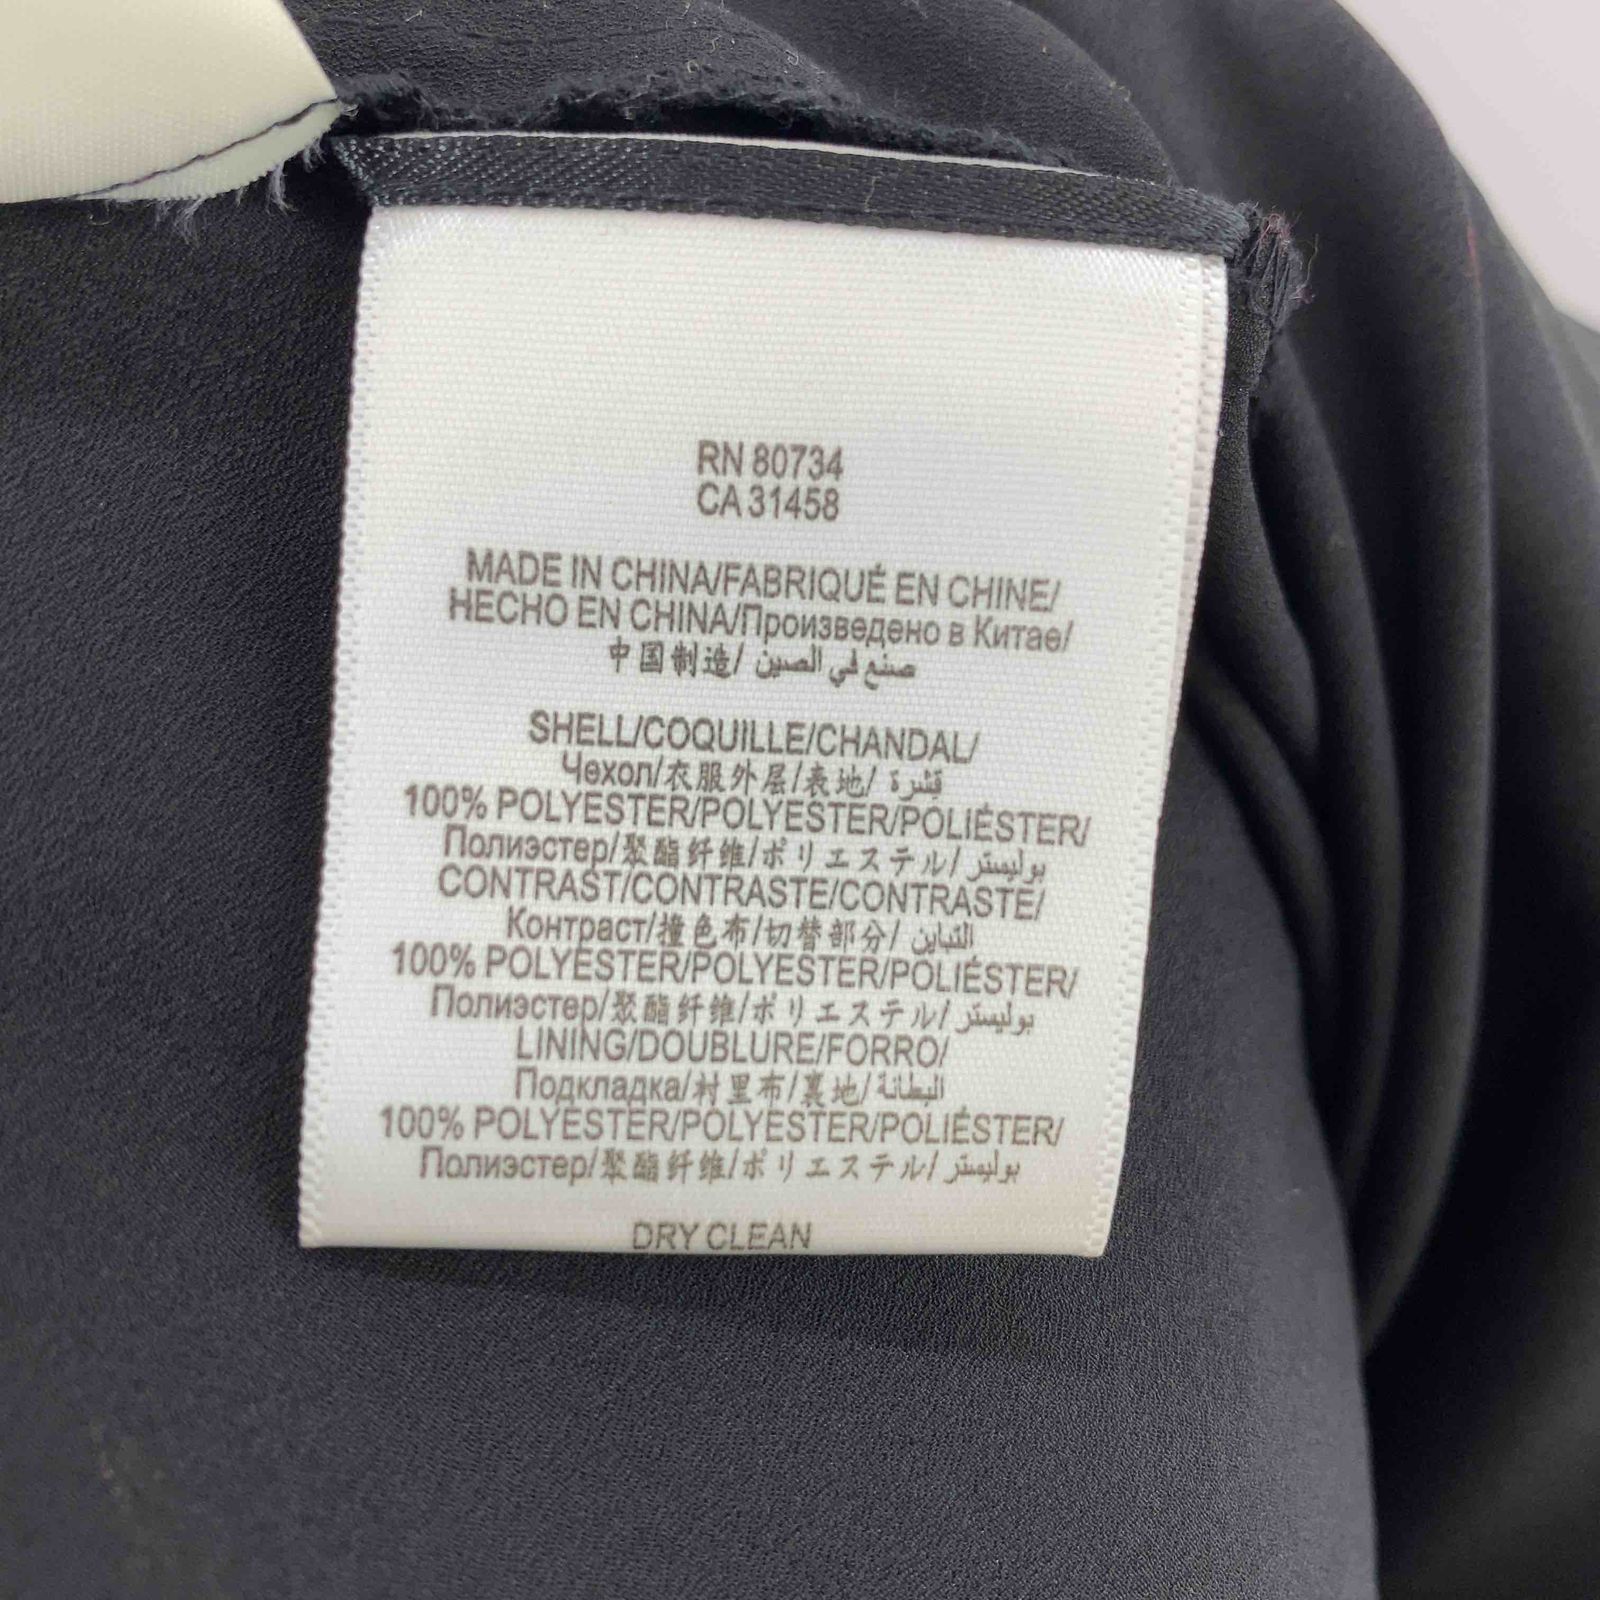 RN 80734
CA 31458
MADE IN CHINA/FABRIQUÉ EN CHINE/
HECHO EN CHINA/Произведено в Китае/
中国制造/ صنع في الصين
SHELL/COQUILLE/CHANDAL/
Чехол/衣服外层/表地/ قشرة
100% POLYESTER/POLYESTER/POLIÉSTER/
Полиэстер/聚酯纤维/ポリエステル/ بوليستر
CONTRAST/CONTRASTE/CONTRASTE/
Контраст/撞色布/切替部分/ التباين
100% POLYESTER/POLYESTER/POLIÉSTER/
Полиэстер/聚酯纤维/ポリエステル/ بوليستر
LINING/DOUBLURE/FORRO/
Подкладка/村里布/裏地/ البطانة
100% POLYESTER/POLYESTER/POLIÉSTER/
Полиэстер/聚酯纤维/ポリエステル/ بوليستر
DRY CLEAN